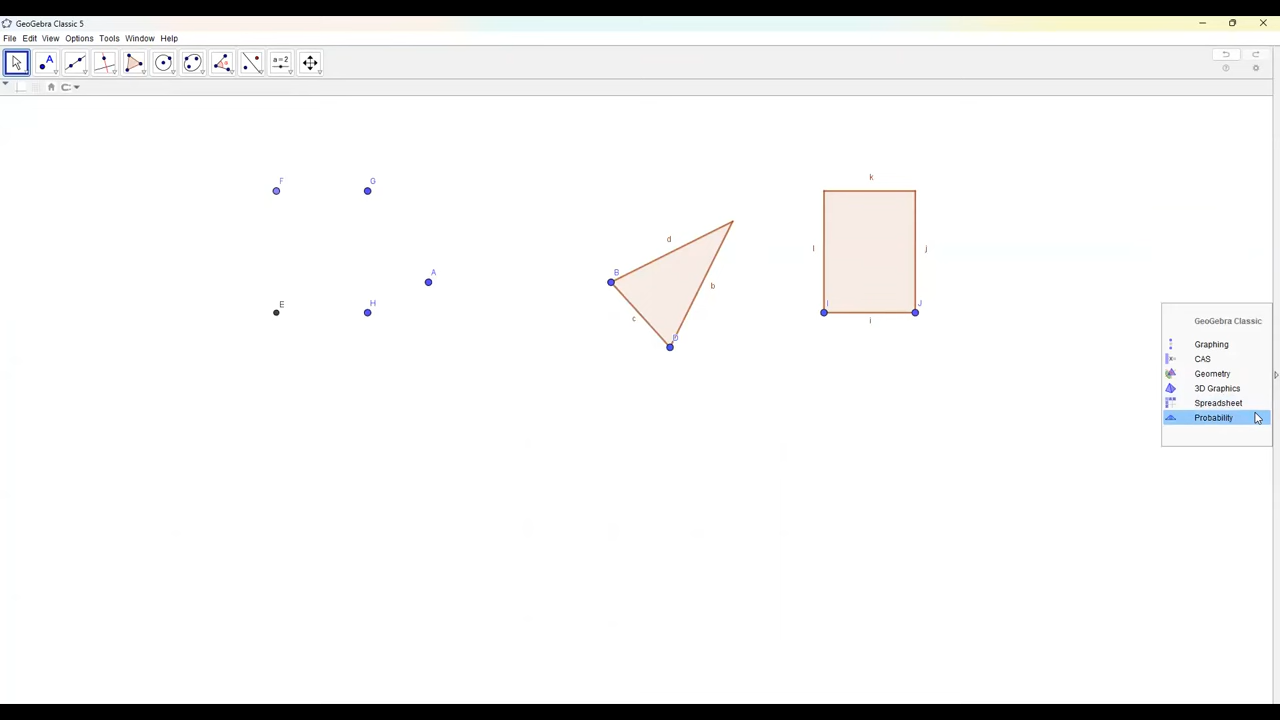 GeoGebra Classic 5
File Edit View Options Tools Window Help
A
a=2
k
F
G
d
l
j
B
A
b
E
H
c
I
J
i
D
GeoGebra Classic
Graphing
CAS
Geometry
3D Graphics
Spreadsheet
Probability